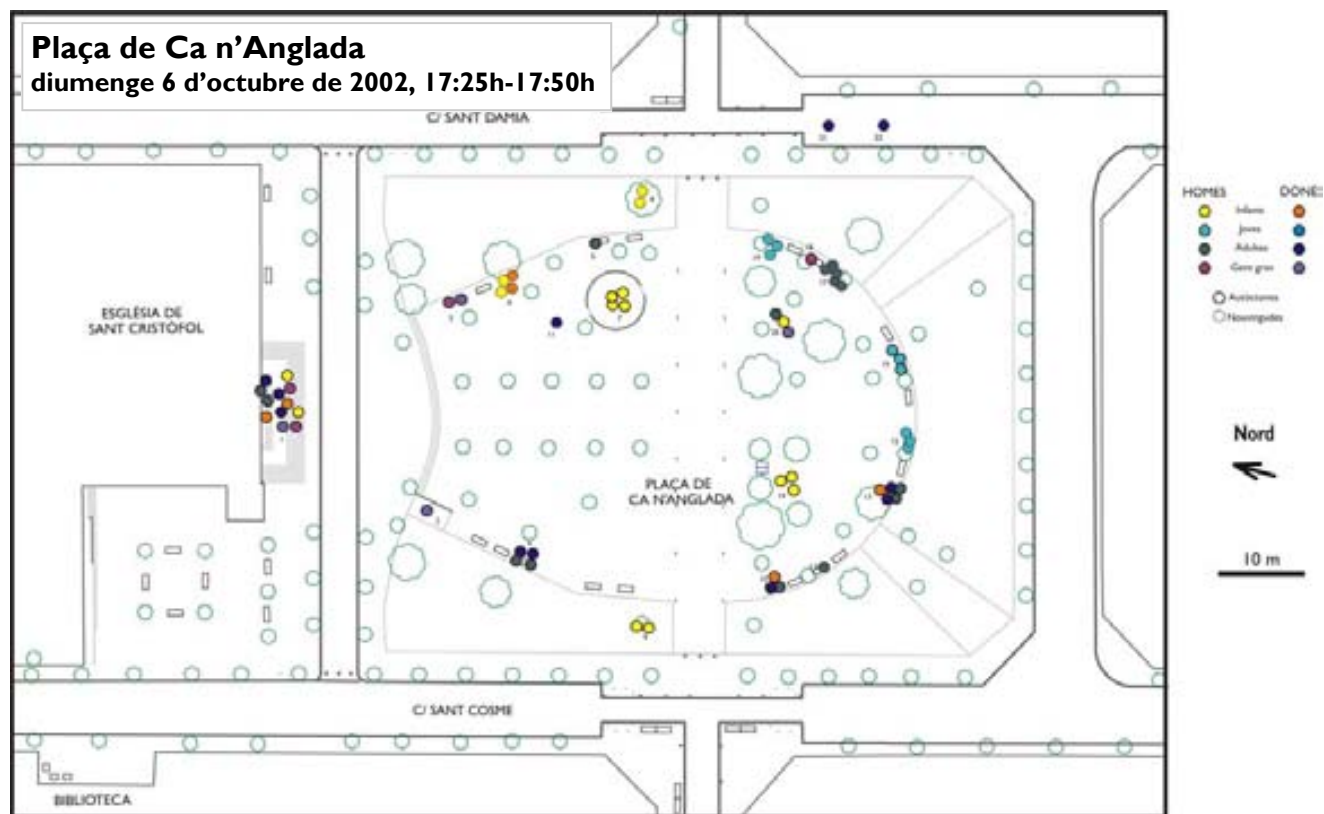 Plaça de Ca n'Anglada
diumenge 6 d'octubre de 2002, 17:25h-17:50h
C/ SANT DAMIA
HOMES
DONES
Infants
Joves
Adultes
Gent gran
Autòctones
Nouvingudes
ESGLÉSIA DE
SANT CRISTÒFOL
Nord
PLAÇA DE
CA N'ANGLADA
10 m
C/ SANT COSME
BIBLIOTECA